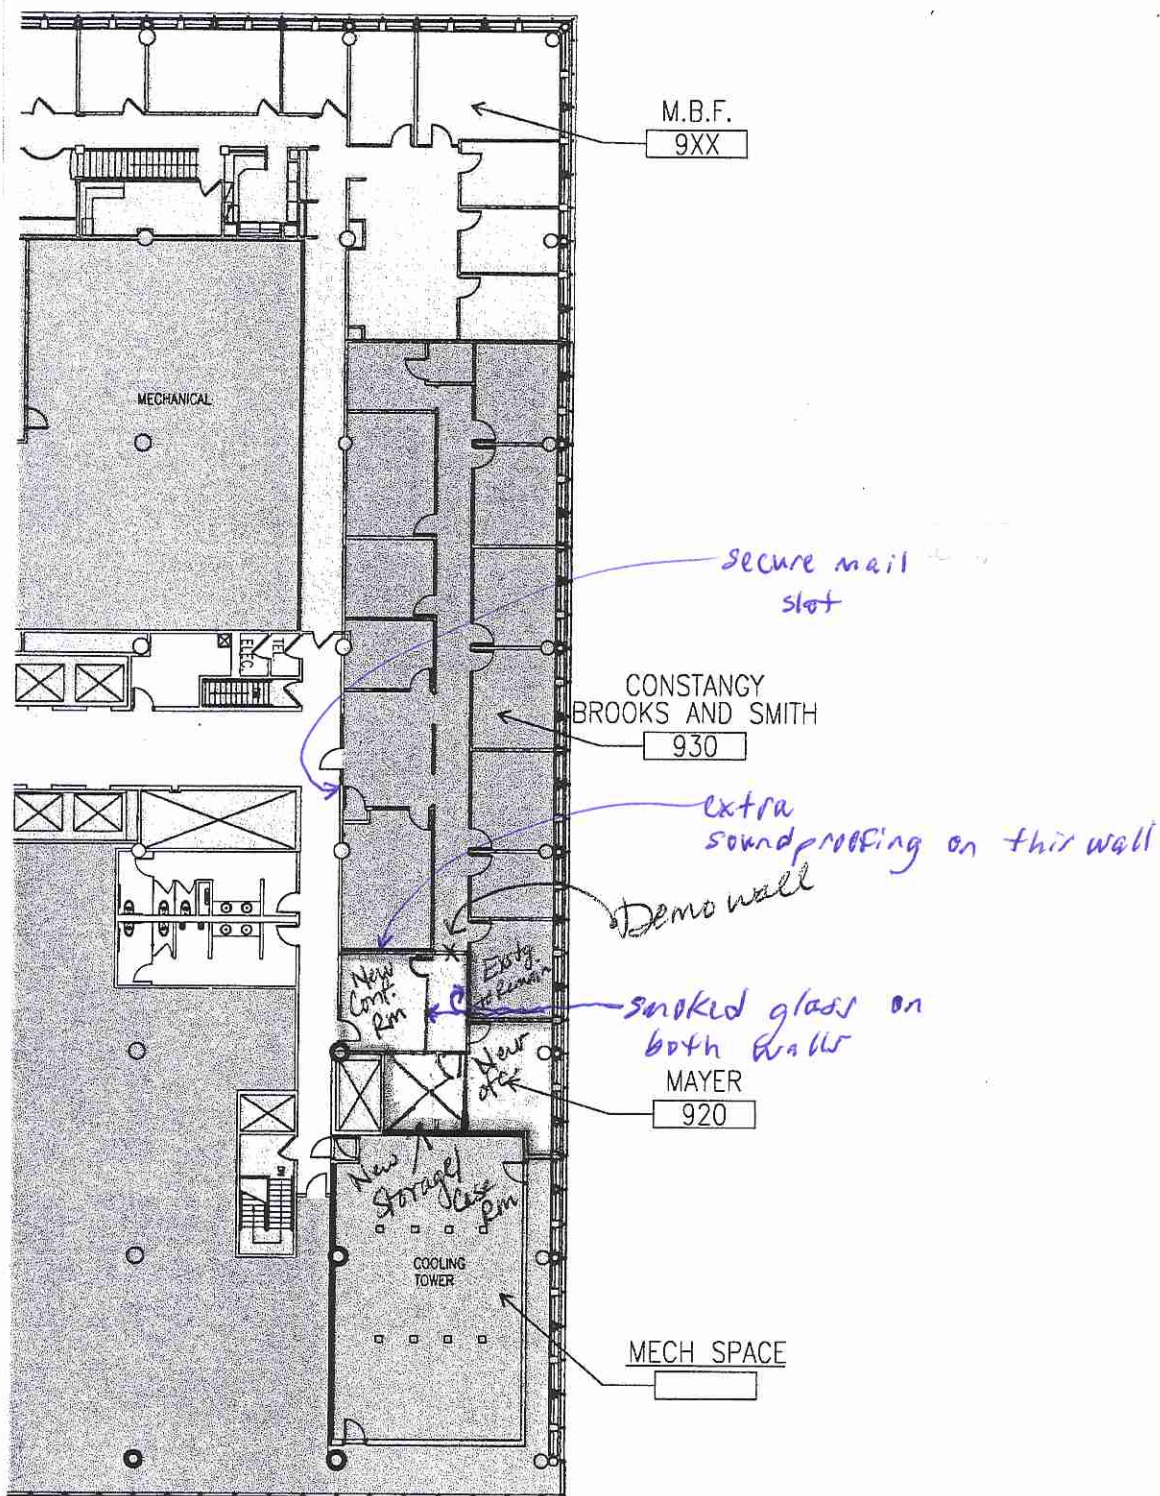 M.B.F.
9XX
MECHANICAL
secure mail
slot
ELEC.
TEL.
CONSTANGY
BROOKS AND SMITH
930
extra
soundproofing on this wall
Demo wall
New
Conf.
Rm
Exstg.
to Remain
smoked glass on
both walls
New
ofc
MAYER
920
New
Storage/
Case
Rm
COOLING
TOWER
MECH SPACE